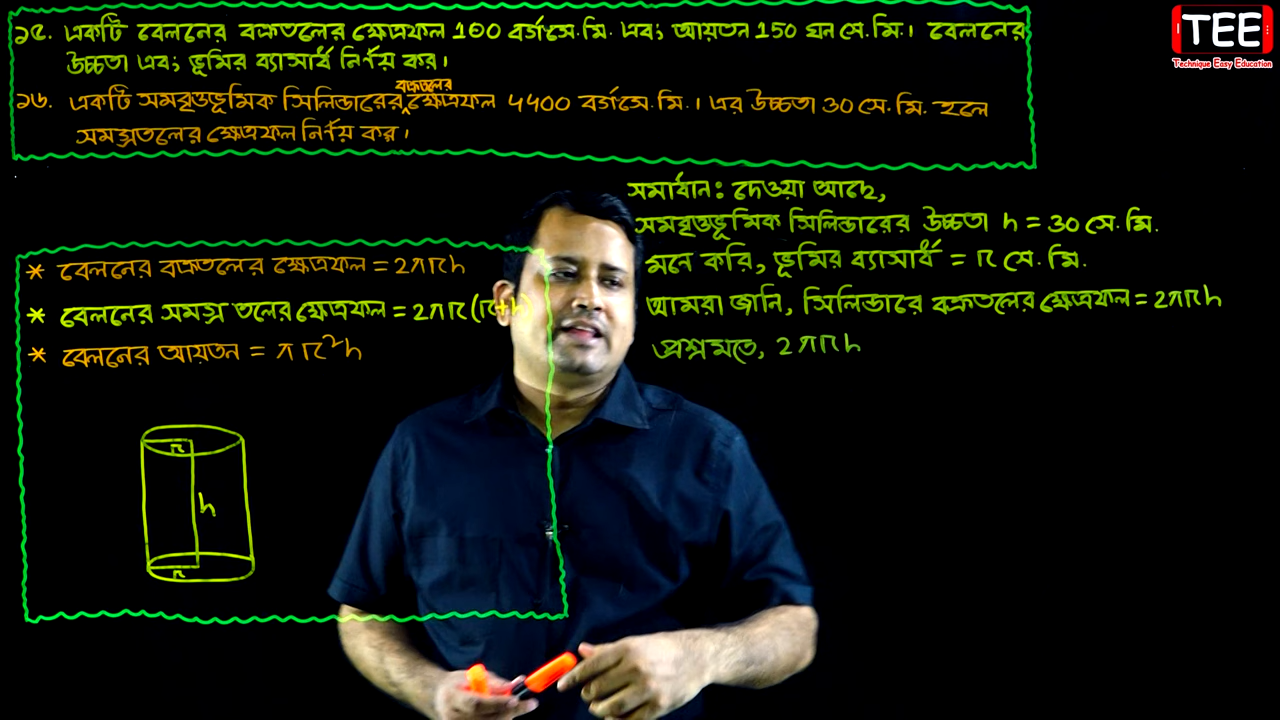 ১৫. একটি বেলনের বক্রতলের ক্ষেত্রফল 100 বর্গসে.মি. এবং আয়তন 150 ঘন সে.মি.। বেলনের
উচ্চতা এবং ভূমির ব্যাসার্ধ নির্ণয় কর।
বক্রতলের
১৬. একটি সমবৃত্তভূমিক সিলিন্ডারের ক্ষেত্রফল 4400 বর্গসে.মি.। এর উচ্চতা 30 সে.মি. হলে
সমগ্রতলের ক্ষেত্রফল নির্ণয় কর।
TEE
Technique Easy Education
সমাধান: দেওয়া আছে,
সমবৃত্তভূমিক সিলিন্ডারের উচ্চতা h = 30 সে.মি.
* বেলনের বক্রতলের ক্ষেত্রফল = 2πrh
মনে করি, ভূমির ব্যাসার্ধ = r সে.মি.
* বেলনের সমগ্র তলের ক্ষেত্রফল = 2πr(r+h)
আমরা জানি, সিলিন্ডারে বক্রতলের ক্ষেত্রফল = 2πrh
* বেলনের আয়তন = πr²h
প্রশ্নমতে, 2πrh
r
h
r